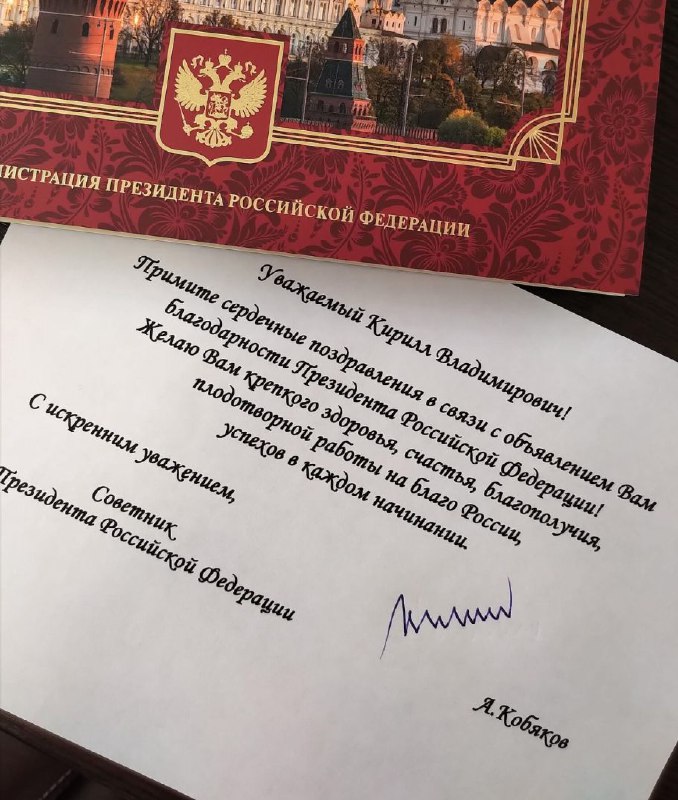 НИСТРАЦИЯ ПРЕЗИДЕНТА РОССИЙСКОЙ ФЕДЕРАЦИИ
Уважаемый Кирилл Владимирович!
Примите сердечные поздравления в связи с объявлением Вам
благодарности Президента Российской Федерации!
Желаю Вам крепкого здоровья, счастья, благополучия,
плодотворной работы на благо России,
успехов в каждом начинании.
С искренним уважением,
Советник
Президента Российской Федерации
А.Кобяков